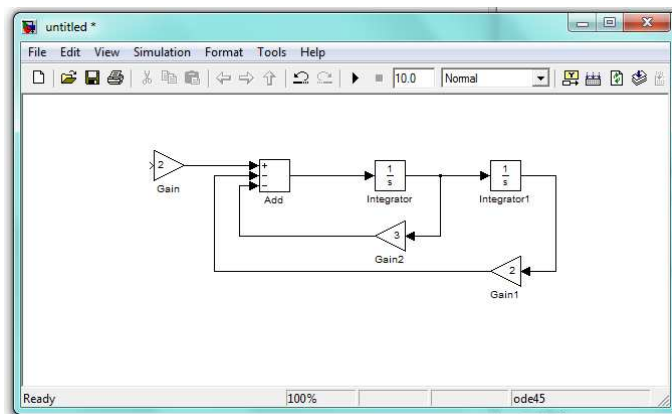 untitled *
File Edit View Simulation Format Tools Help
10.0 Normal
2
Gain
+
−
−
Add
1
s
Integrator
1
s
Integrator1
3
Gain2
2
Gain1
Ready 100% ode45